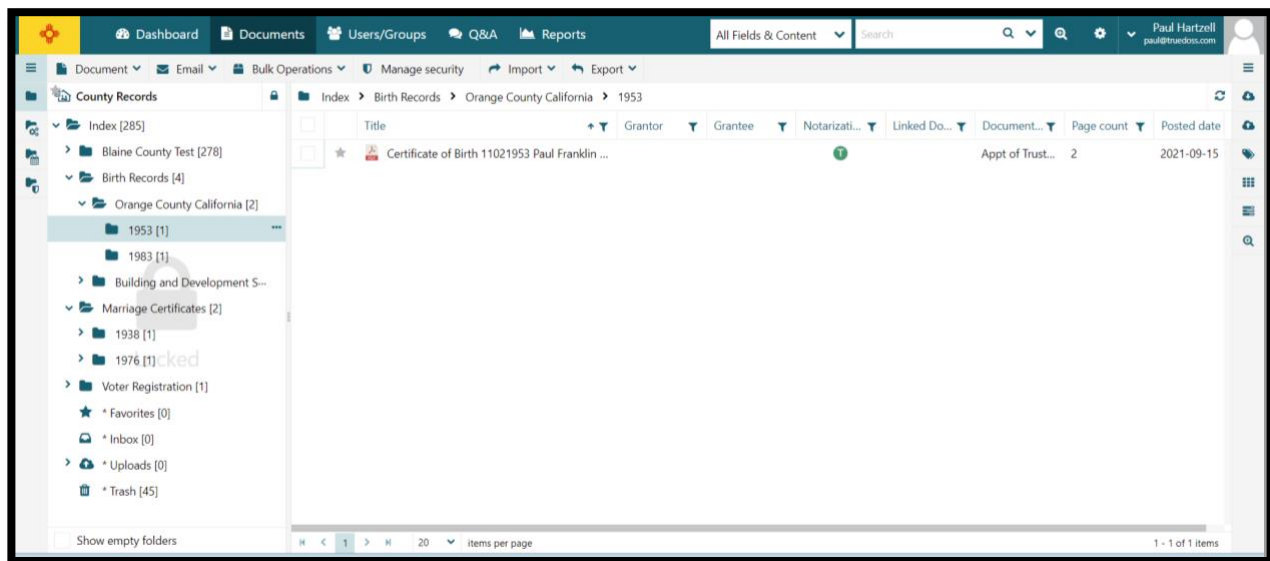 Dashboard Documents Users/Groups Q&A Reports All Fields & Content Search Paul Hartzell
paul@truedoss.com
Document Email Bulk Operations Manage security Import Export
County Records Index > Birth Records > Orange County California > 1953
Index [285] Title Grantor Grantee Notarizati... Linked Do... Document... Page count Posted date
Blaine County Test [278] Certificate of Birth 11021953 Paul Franklin ... T Appt of Trust... 2 2021-09-15
Birth Records [4]
Orange County California [2]
1953 [1] ...
1983 [1]
Building and Development S...
Marriage Certificates [2]
1938 [1]
1976 [1] Locked
Voter Registration [1]
* Favorites [0]
* Inbox [0]
* Uploads [0]
* Trash [45]
Show empty folders 1 20 items per page 1 - 1 of 1 items